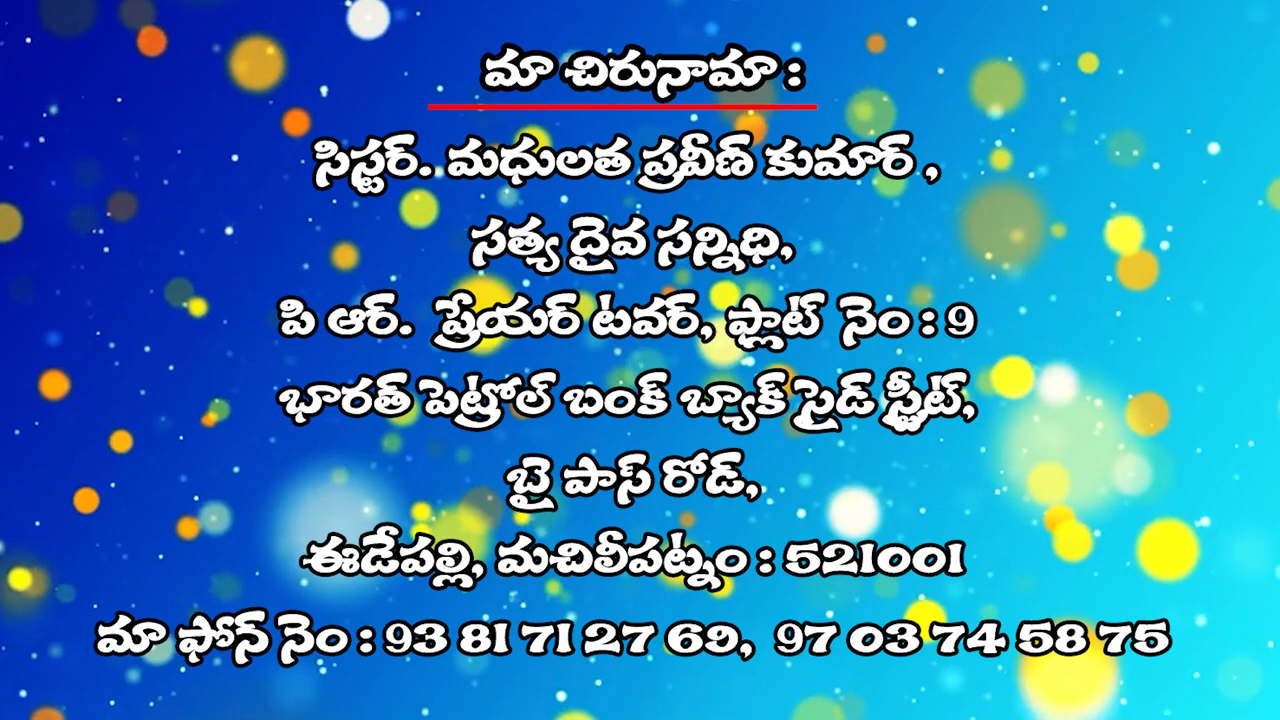 మా చిరునామా :
సిస్టర్. మధులత ప్రవీణ్ కుమార్ ,
సత్య దైవ సన్నిధి,
పి ఆర్. ప్రేయర్ టవర్, ఫ్లాట్ నెం : 9
భారత్ పెట్రోల్ బంక్ బ్యాక్ సైడ్ స్ట్రీట్,
బై పాస్ రోడ్,
ఈడేపల్లి, మచిలీపట్నం : 521001
మా ఫోన్ నెం : 93 81 71 27 69, 97 03 74 58 75